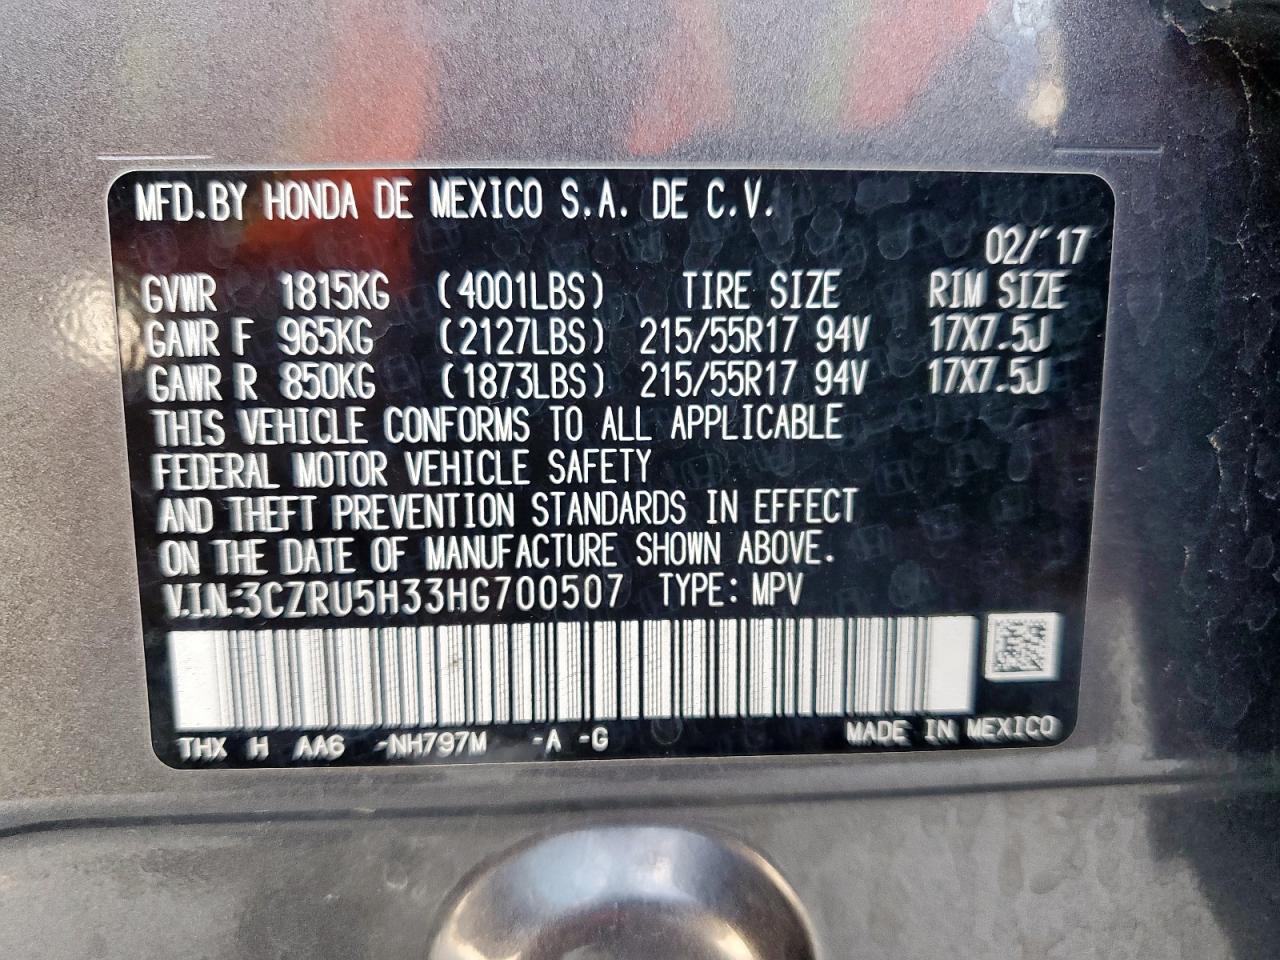 MFD. BY HONDA DE MEXICO S.A. DE C.V.
02/'17
GVWR 1815KG (4001LBS) TIRE SIZE RIM SIZE
GAWR F 965KG (2127LBS) 215/55R17 94V 17X7.5J
GAWR R 850KG (1873LBS) 215/55R17 94V 17X7.5J
THIS VEHICLE CONFORMS TO ALL APPLICABLE
FEDERAL MOTOR VEHICLE SAFETY
AND THEFT PREVENTION STANDARDS IN EFFECT
ON THE DATE OF MANUFACTURE SHOWN ABOVE.
V.I.N.:3CZRU5H33HG700507 TYPE: MPV
THX H AA6 -NH797M -A -G MADE IN MEXICO